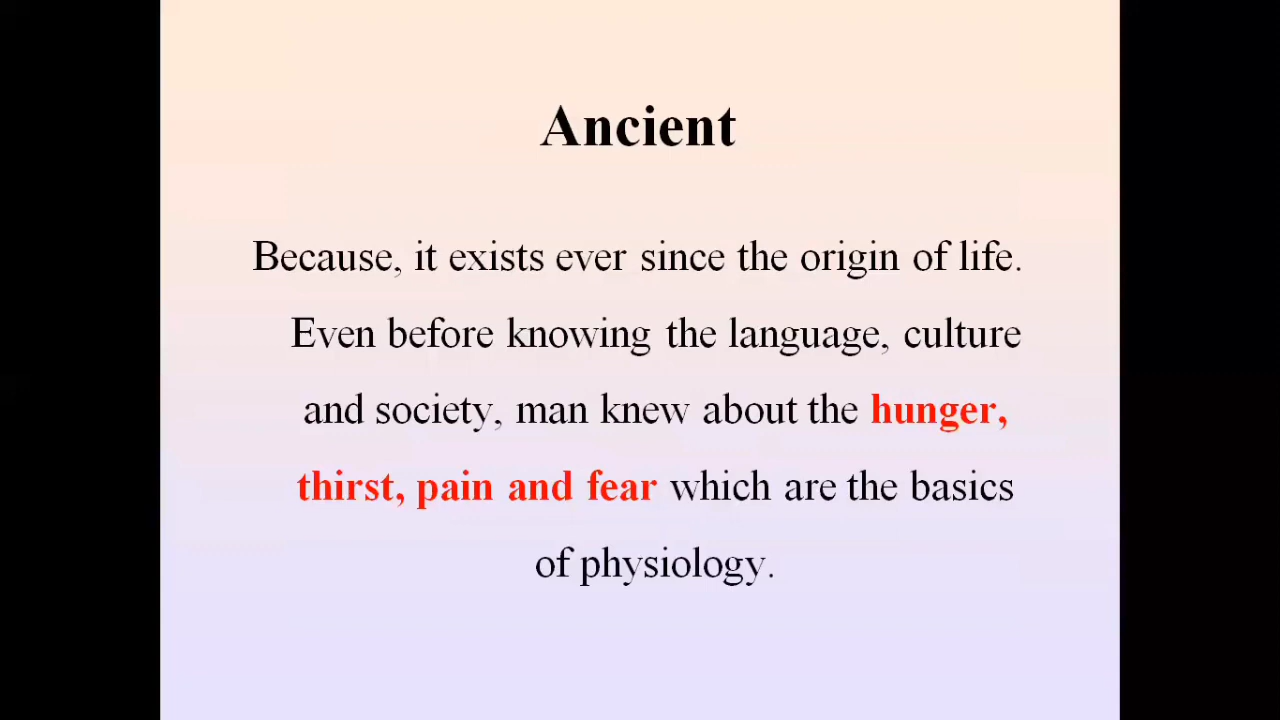 Ancient
Because, it exists ever since the origin of life.
Even before knowing the language, culture
and society, man knew about the hunger,
thirst, pain and fear which are the basics
of physiology.